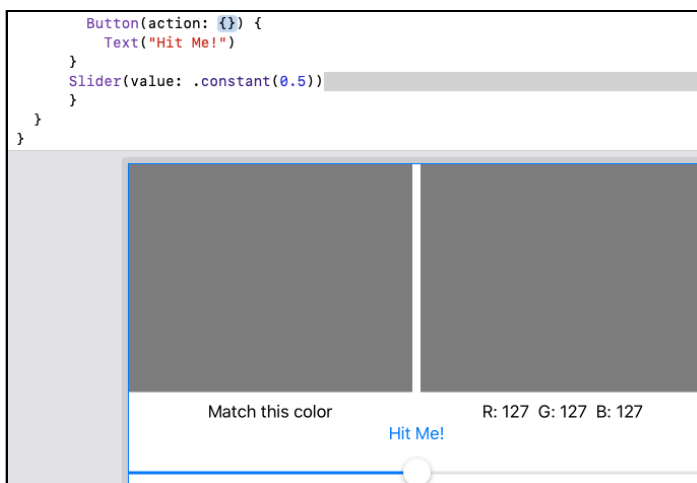 Button(action: {}) {
Text("Hit Me!")
}
Slider(value: .constant(0.5))
}
}
}
Match this color
R: 127 G: 127 B: 127
Hit Me!